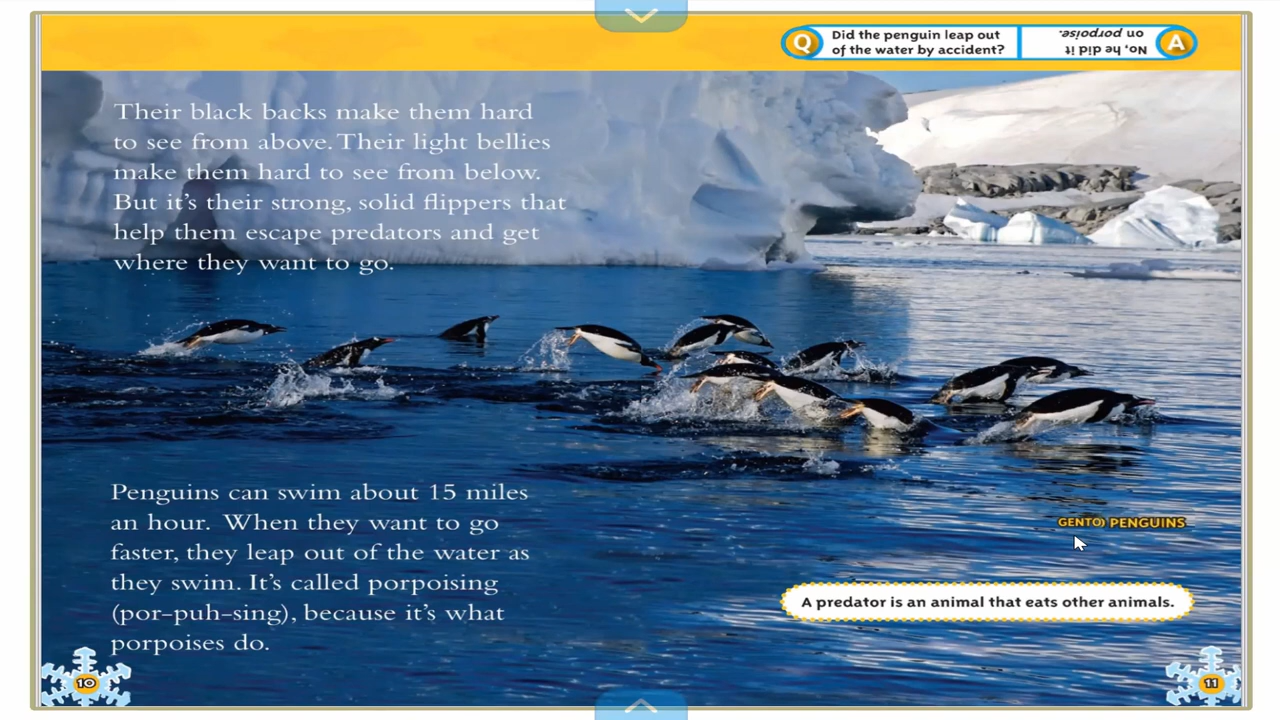 Q
Did the penguin leap out
of the water by accident?
No, he did it
on porpoise.
A
Their black backs make them hard
to see from above. Their light bellies
make them hard to see from below.
But it’s their strong, solid flippers that
help them escape predators and get
where they want to go.
Penguins can swim about 15 miles
an hour. When they want to go
faster, they leap out of the water as
they swim. It’s called porpoising
(por-puh-sing), because it’s what
porpoises do.
GENTO) PENGUINS
A predator is an animal that eats other animals.
10
11